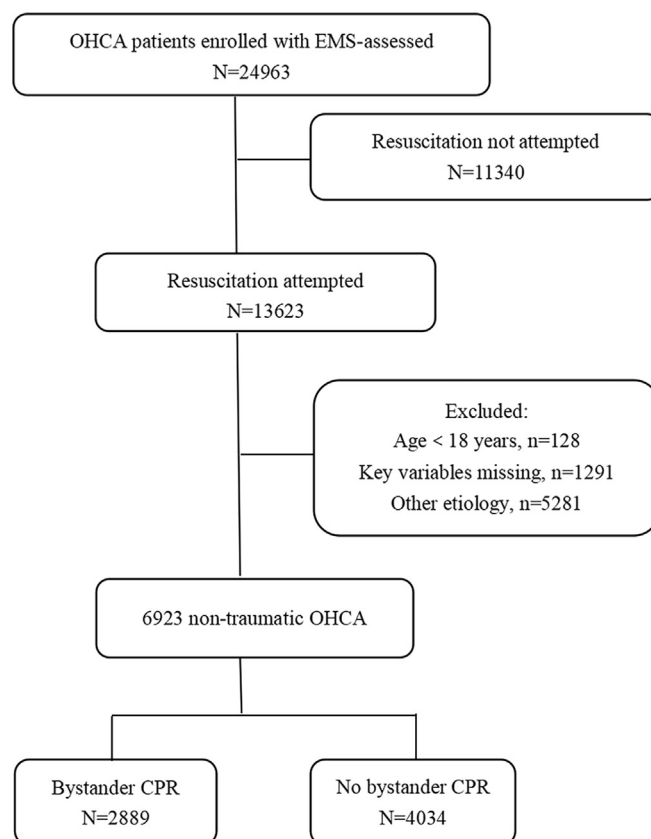 OHCA patients enrolled with EMS-assessed
N=24963
Resuscitation not attempted
N=11340
Resuscitation attempted
N=13623
Excluded:
Age < 18 years, n=128
Key variables missing, n=1291
Other etiology, n=5281
6923 non-traumatic OHCA
Bystander CPR
N=2889
No bystander CPR
N=4034